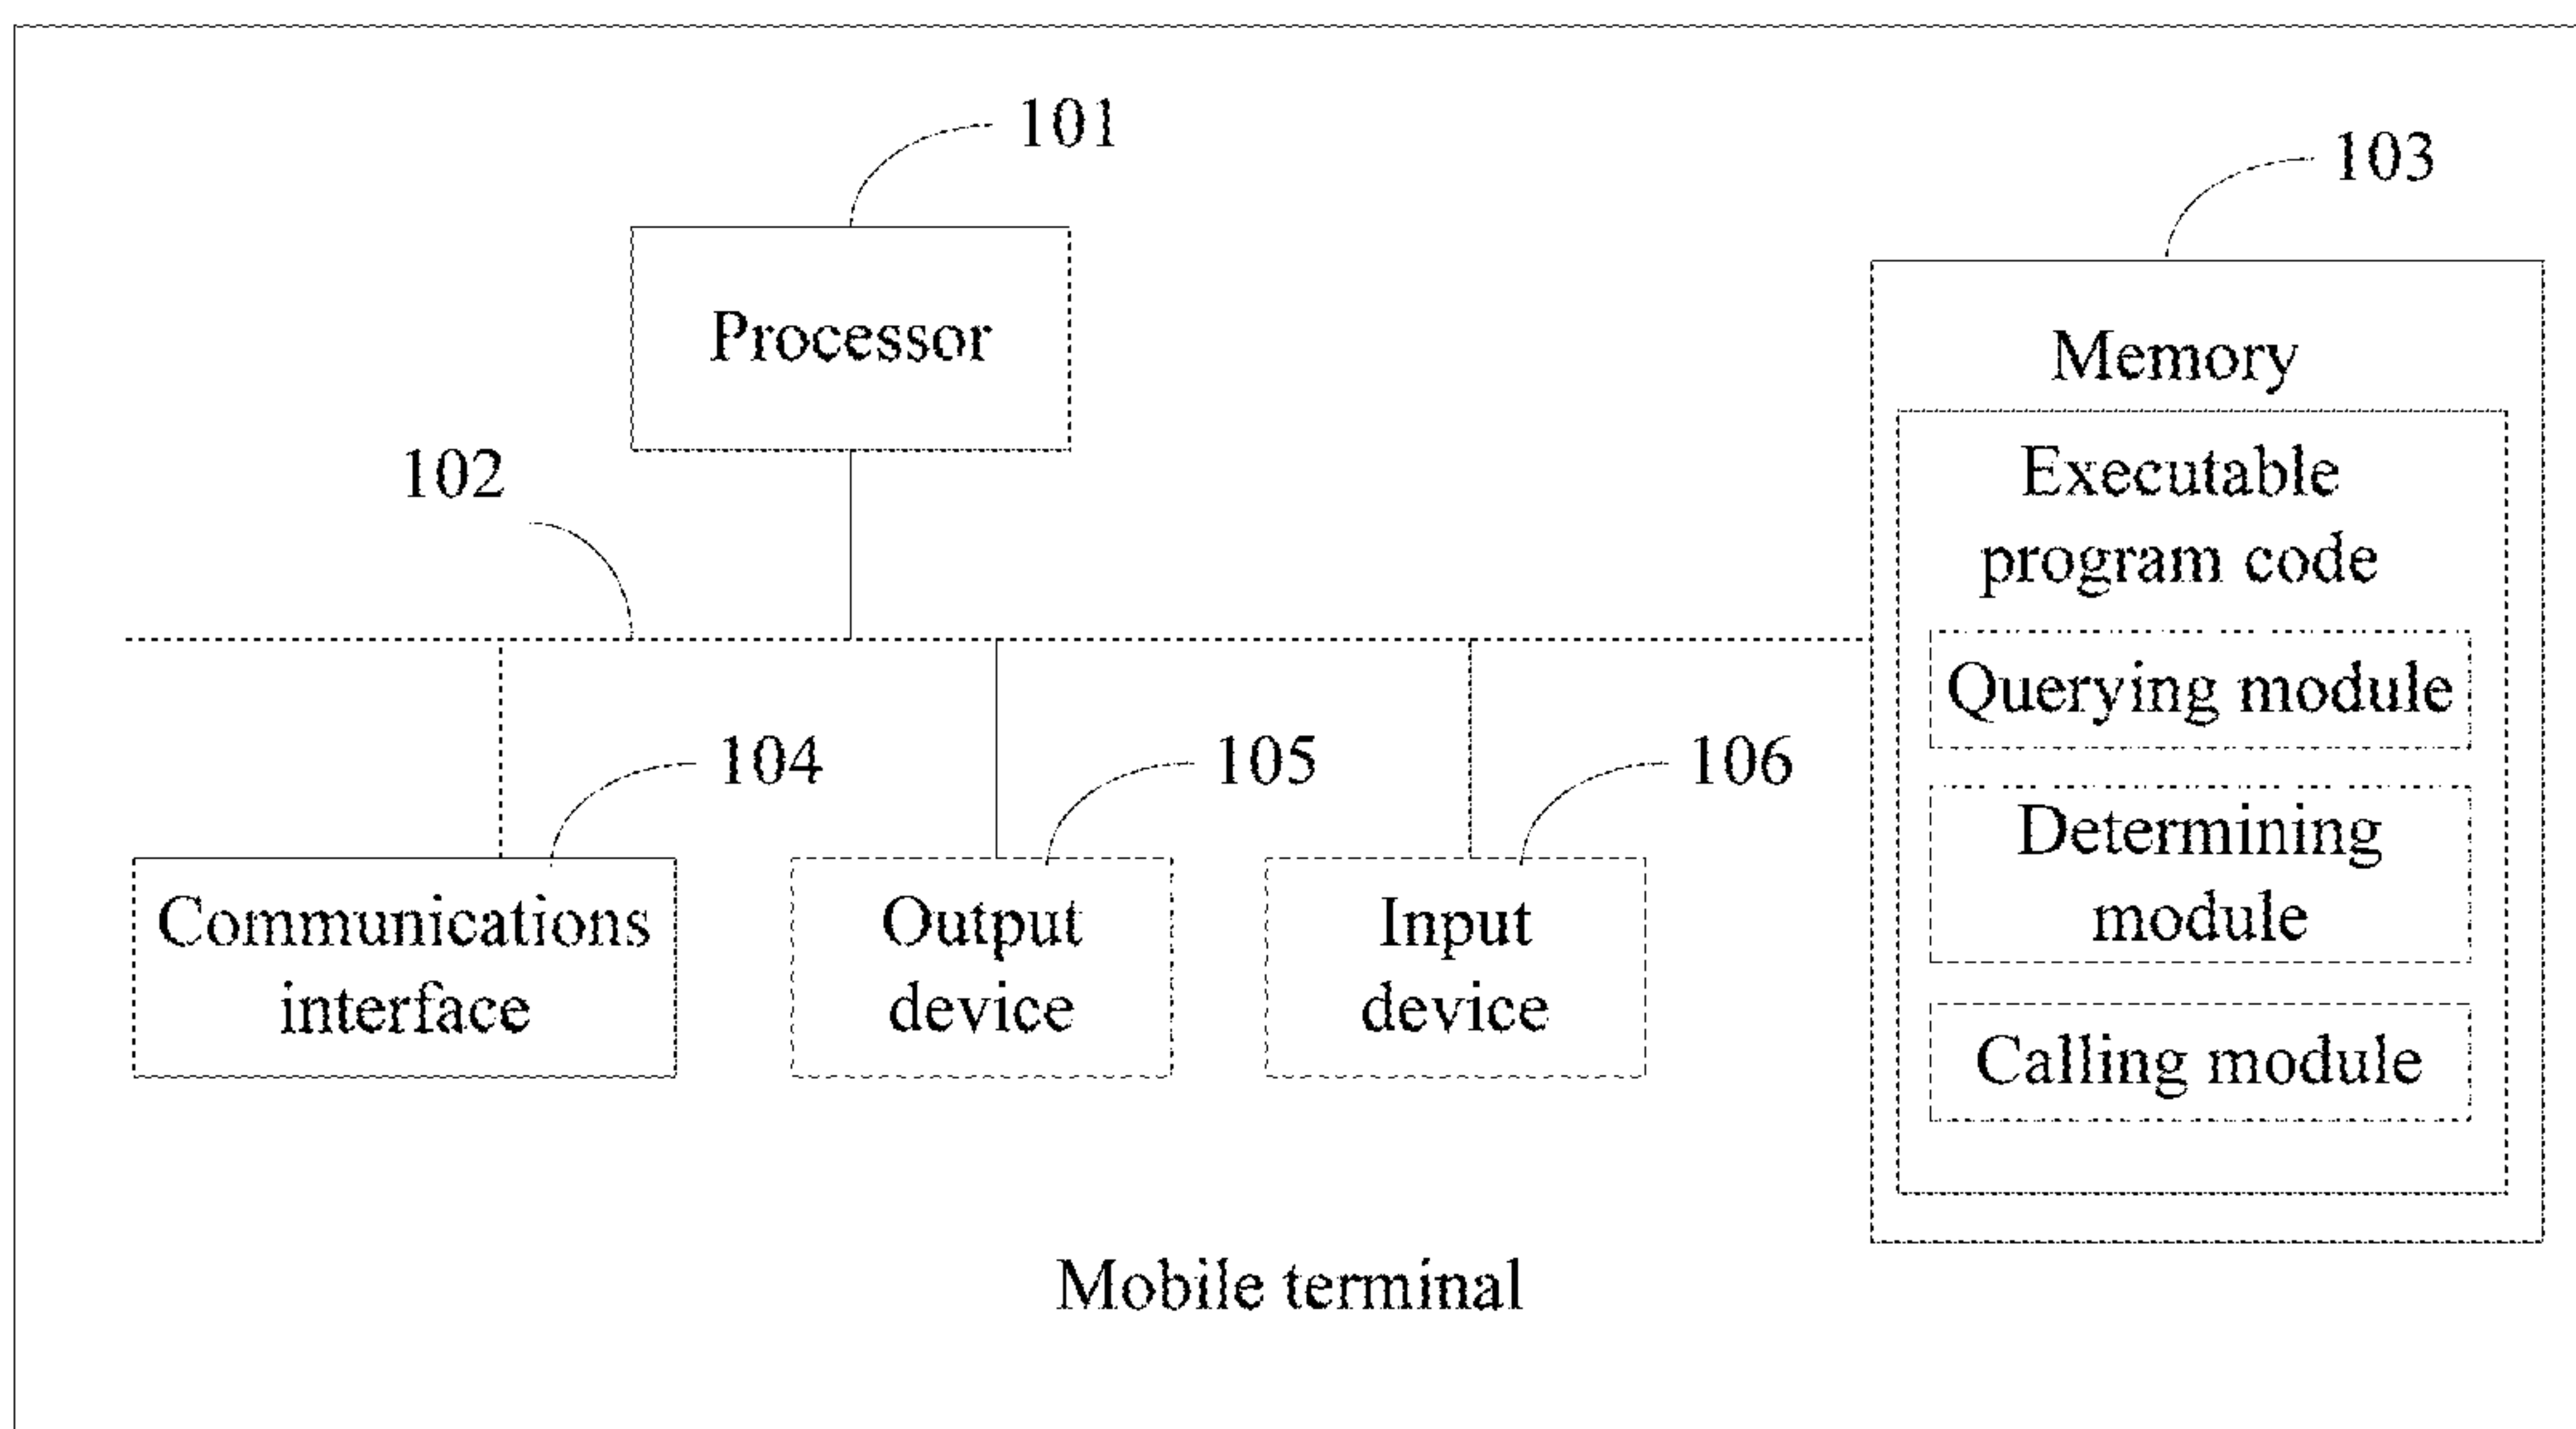 101
103
Processor
Memory
Executable
program code
102
Querying module
104
105
106
Determining
module
Communications
interface
Output
device
Input
device
Calling module
Mobile terminal